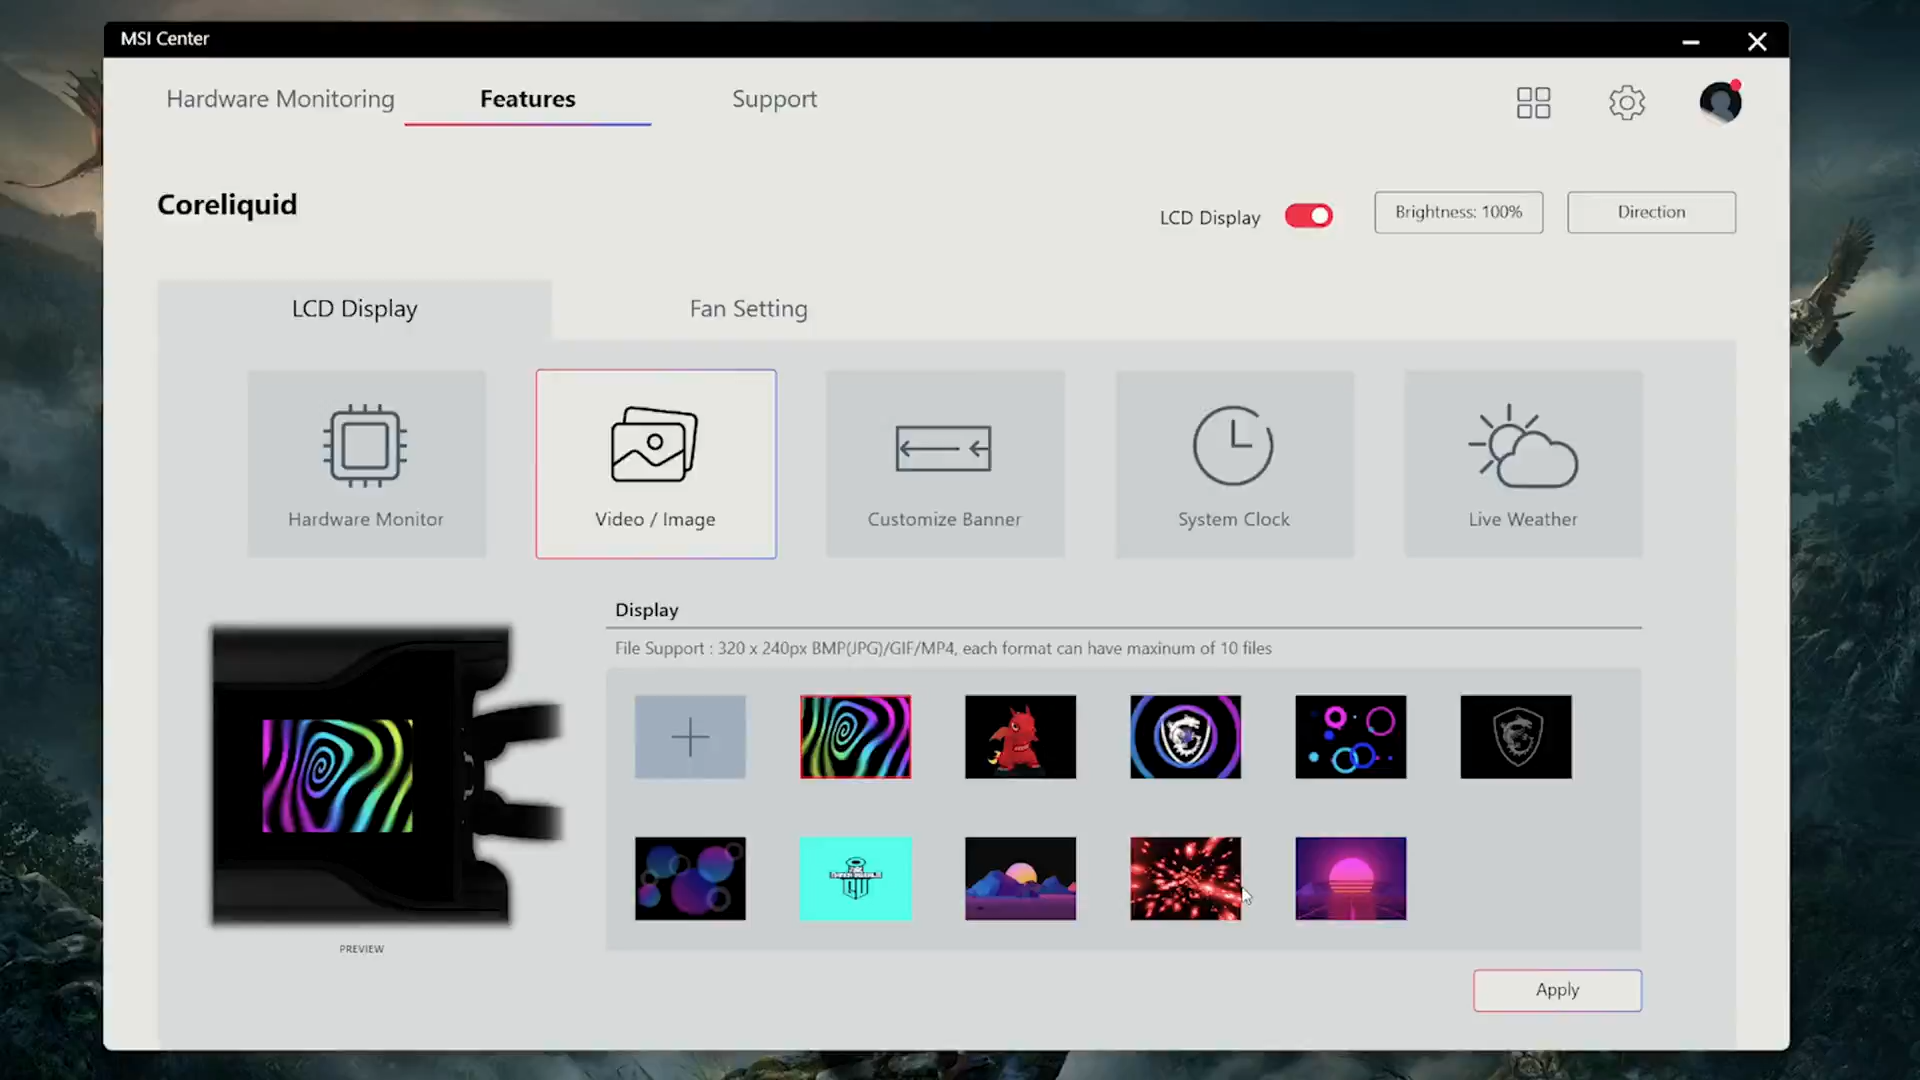 MSI Center
Hardware Monitoring
Features
Support
Coreliquid
LCD Display
Brightness: 100%
Direction
LCD Display
Fan Setting
Hardware Monitor
Video / Image
Customize Banner
System Clock
Live Weather
Display
File Support : 320 x 240px BMP(JPG)/GIF/MP4, each format can have maxinum of 10 files
PREVIEW
Apply